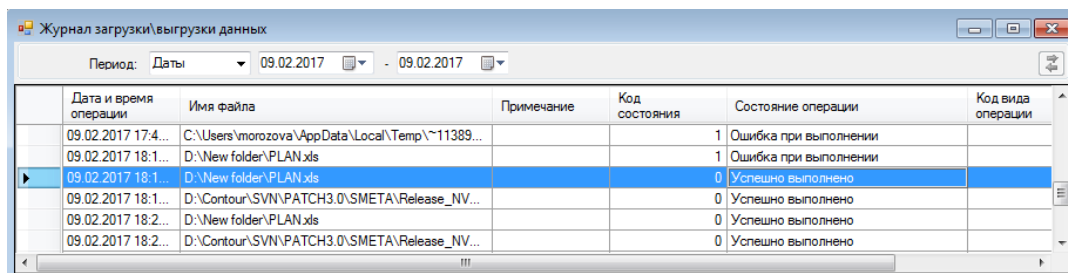 Журнал загрузки\выгрузки данных
Период: Даты 09.02.2017 - 09.02.2017
Дата и время операции Имя файла Примечание Код состояния Состояние операции Код вида операции
09.02.2017 17:4... C:\Users\morozova\AppData\Local\Temp\~11389... 1 Ошибка при выполнении
09.02.2017 18:1... D:\New folder\PLAN.xls 1 Ошибка при выполнении
09.02.2017 18:1... D:\New folder\PLAN.xls 0 Успешно выполнено
09.02.2017 18:1... D:\Contour\SVN\PATCH3.0\SMETA\Release_NV... 0 Успешно выполнено
09.02.2017 18:2... D:\New folder\PLAN.xls 0 Успешно выполнено
09.02.2017 18:2... D:\Contour\SVN\PATCH3.0\SMETA\Release_NV... 0 Успешно выполнено